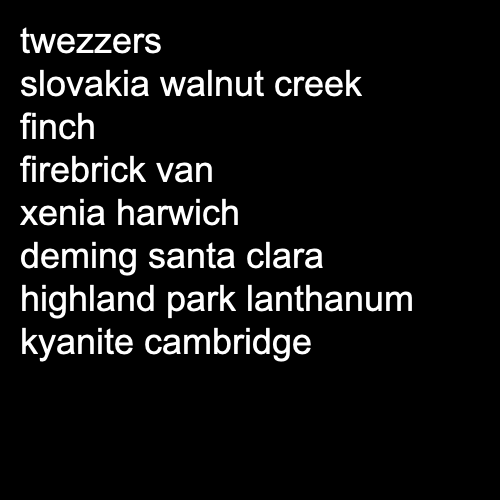 twezzers
slovakia walnut creek
finch
firebrick van
xenia harwich
deming santa clara
highland park lanthanum
kyanite cambridge